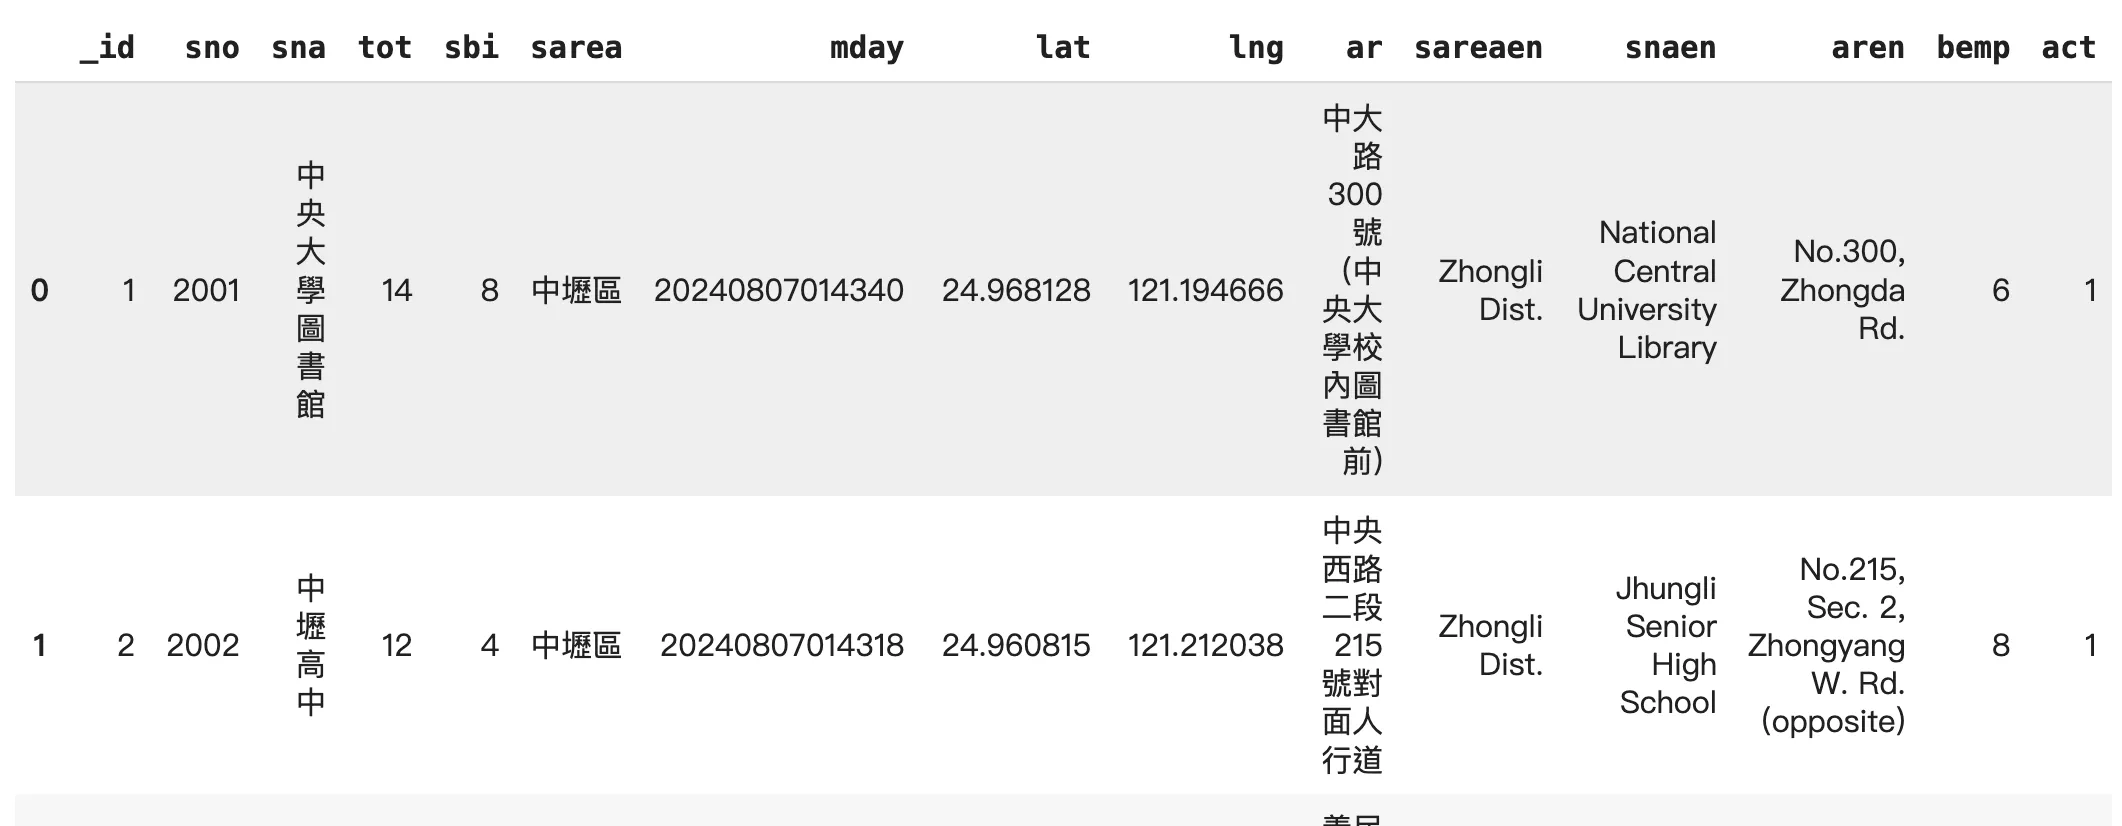 _id sno sna tot sbi sarea mday lat lng ar sareaen snaen aren bemp act
0 1 2001 中央大學圖書館 14 8 中壢區 20240807014340 24.968128 121.194666 中大路300號(中央大學校內圖書館前) Zhongli Dist. National Central University Library No.300, Zhongda Rd. 6 1
1 2 2002 中壢高中 12 4 中壢區 20240807014318 24.960815 121.212038 中央西路二段215號對面人行道 Zhongli Dist. Jhungli Senior High School No.215, Sec. 2, Zhongyang W. Rd. (opposite) 8 1